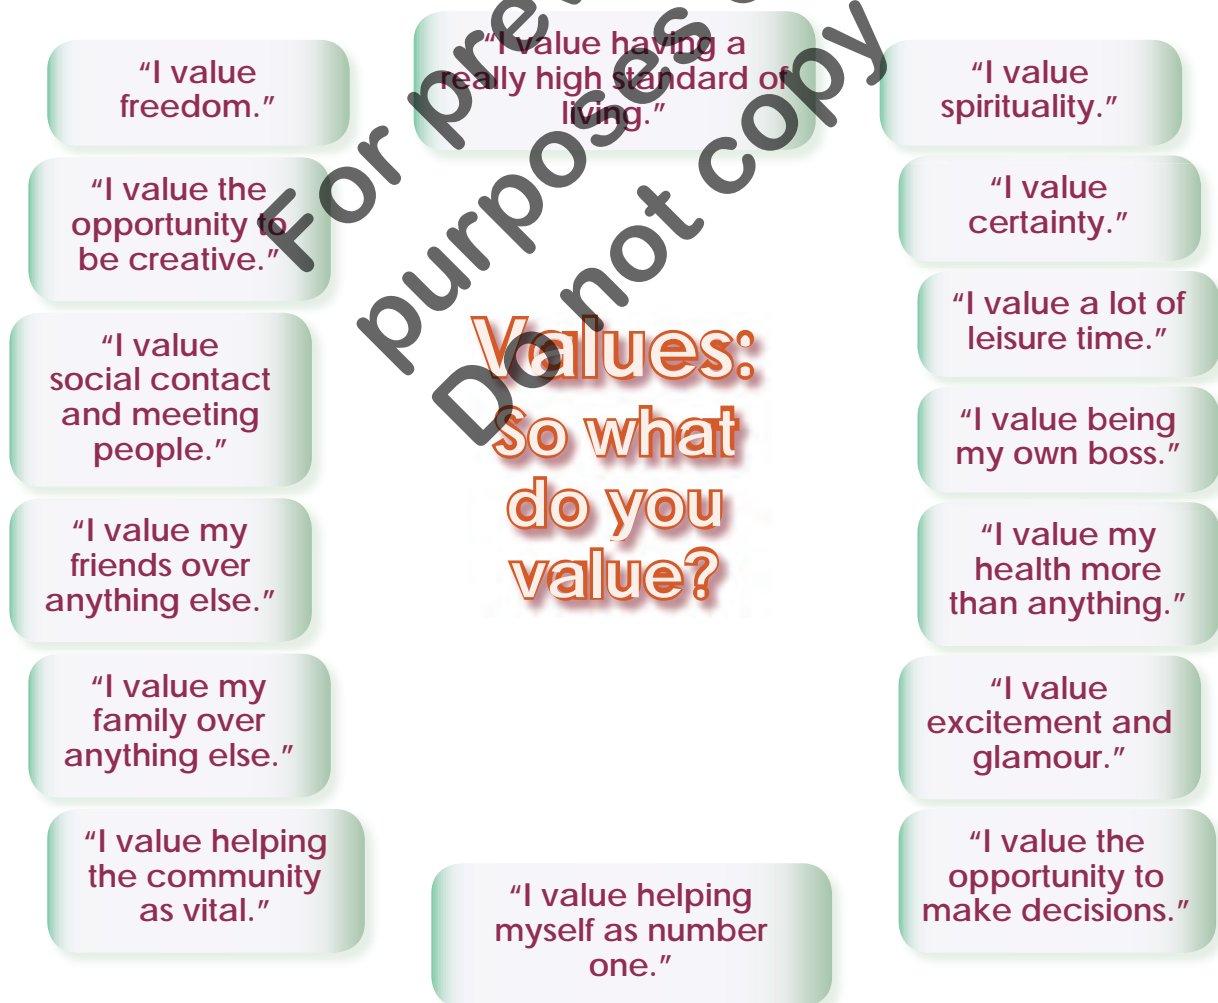 "I value
freedom."
"I value the
opportunity to
be creative."
"I value
social contact
and meeting
people."
"I value my
friends over
anything else."
"I value my
family over
anything else."
"I value helping
the community
as vital."
"I value having a
really high standard of
living."
For
purposes
Do not copy
Values:
So what
do you
value?
"I value helping
myself as number
one."
"I value
spirituality."
"I value
certainty."
"I value a lot of
leisure time."
"I value being
my own boss."
"I value my
health more
than anything."
"I value
excitement and
glamour."
"I value the
opportunity to
make decisions."